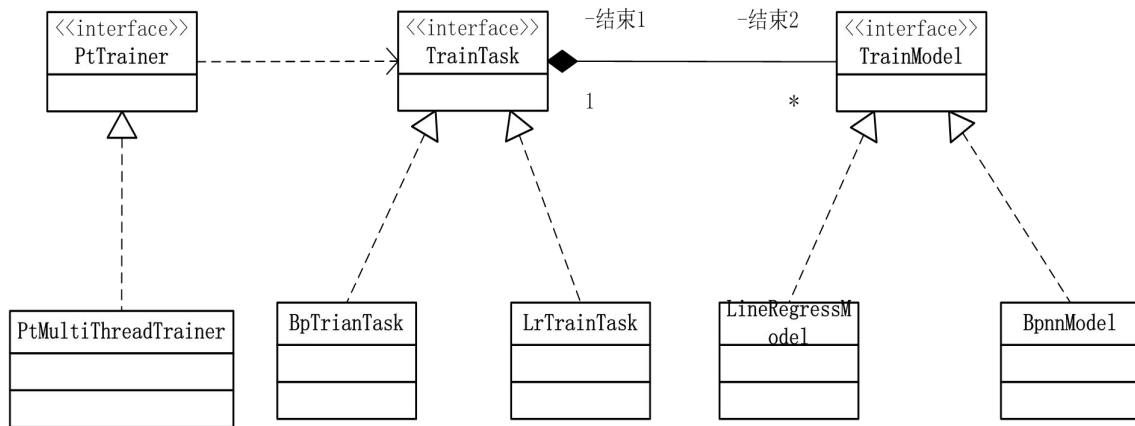 <<interface>>
PtTrainer
<<interface>>
TrainTask
-结束1
-结束2
1
*
<<interface>>
TrainModel
PtMultiThreadTrainer
BpTrianTask
LrTrainTask
LineRegressM
odel
BpnnModel